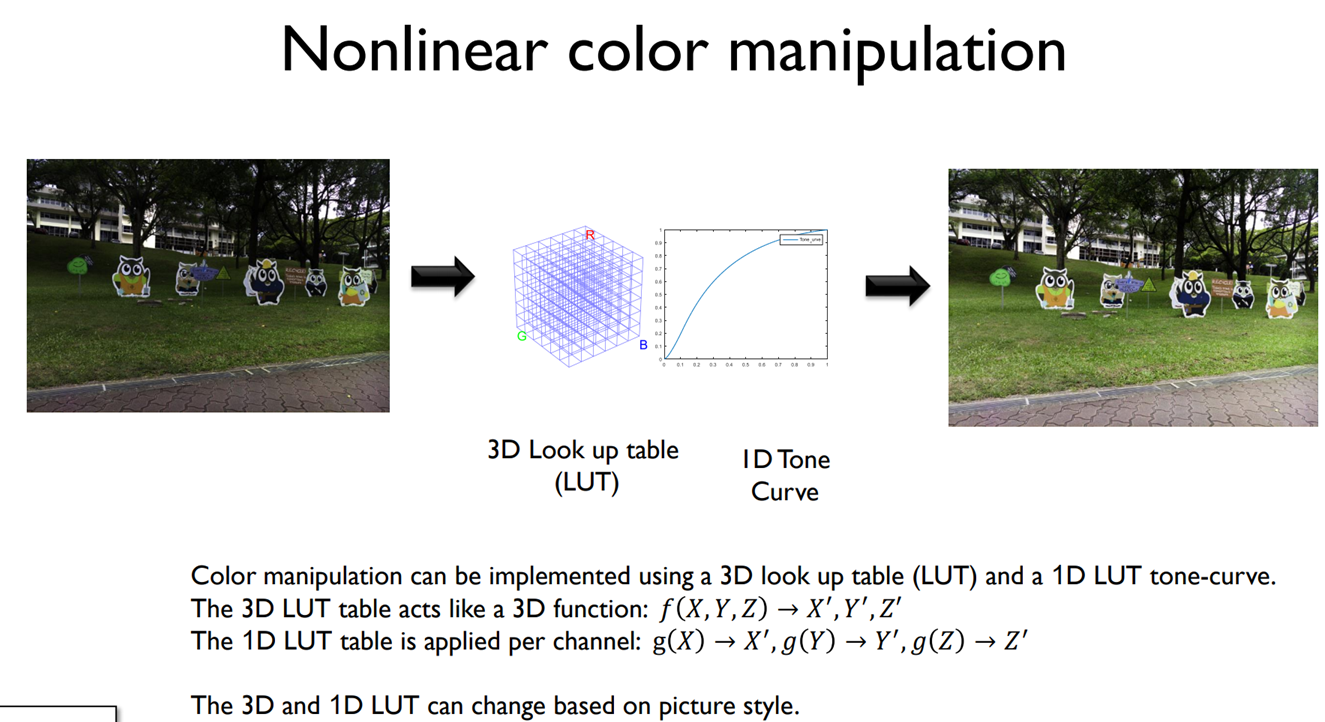 Nonlinear color manipulation
R
G
B
Tone_urve
1
0.9
0.8
0.7
0.6
0.5
0.4
0.3
0.2
0.1
0
0 0.1 0.2 0.3 0.4 0.5 0.6 0.7 0.8 0.9 1
3D Look up table
(LUT)
1D Tone
Curve
Color manipulation can be implemented using a 3D look up table (LUT) and a 1D LUT tone-curve.
The 3D LUT table acts like a 3D function: f(X, Y, Z) → X′, Y′, Z′
The 1D LUT table is applied per channel: g(X) → X′, g(Y) → Y′, g(Z) → Z′
The 3D and 1D LUT can change based on picture style.